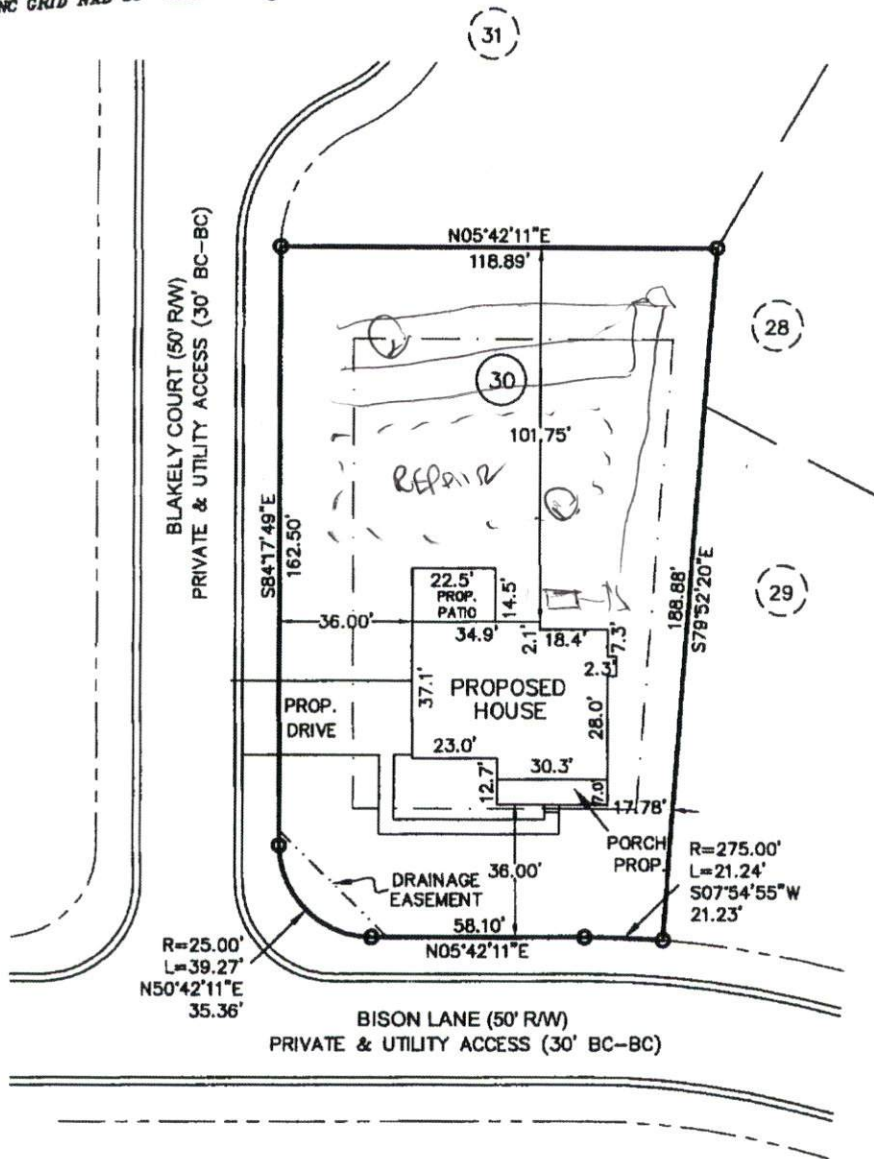 NC GRID
31
N05°42'11"E
118.89'
BLAKELY COURT (50' R/W)
PRIVATE & UTILITY ACCESS (30' BC-BC)
28
30
101.75'
REPAIR
S84°17'49"E
162.50'
188.88'
S79°52'20"E
29
22.5'
PROP.
PATIO
14.5'
36.00'
34.9'
2.1'
18.4'
7.3'
2.3'
37.1'
PROPOSED
HOUSE
28.0'
PROP.
DRIVE
23.0'
12.7'
30.3'
7.0'
17.78'
PORCH
PROP.
R=275.00'
L=21.24'
S07°54'55"W
21.23'
DRAINAGE
EASEMENT
36.00'
58.10'
N05°42'11"E
R=25.00'
L=39.27'
N50°42'11"E
35.36'
BISON LANE (50' R/W)
PRIVATE & UTILITY ACCESS (30' BC-BC)